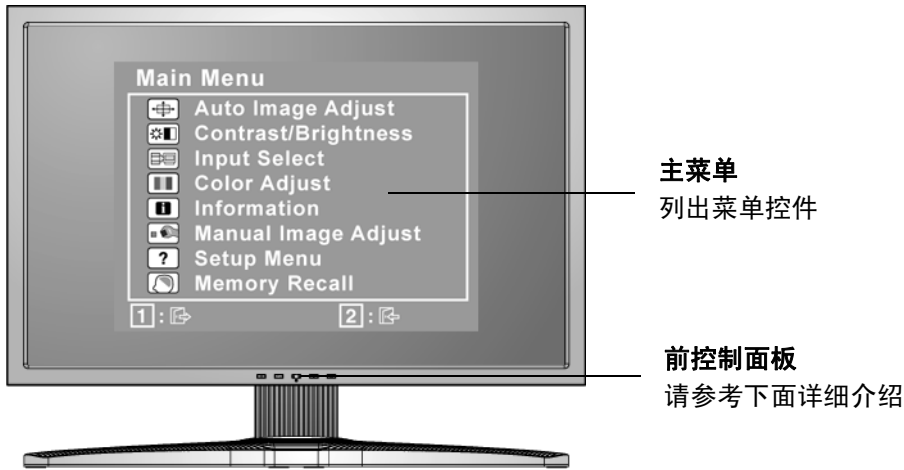 Main Menu
Auto Image Adjust
Contrast/Brightness
Input Select
Color Adjust
Information
Manual Image Adjust
? Setup Menu
Memory Recall
1 :
2 :
主菜单
列出菜单控件
前控制面板
请参考下面详细介绍